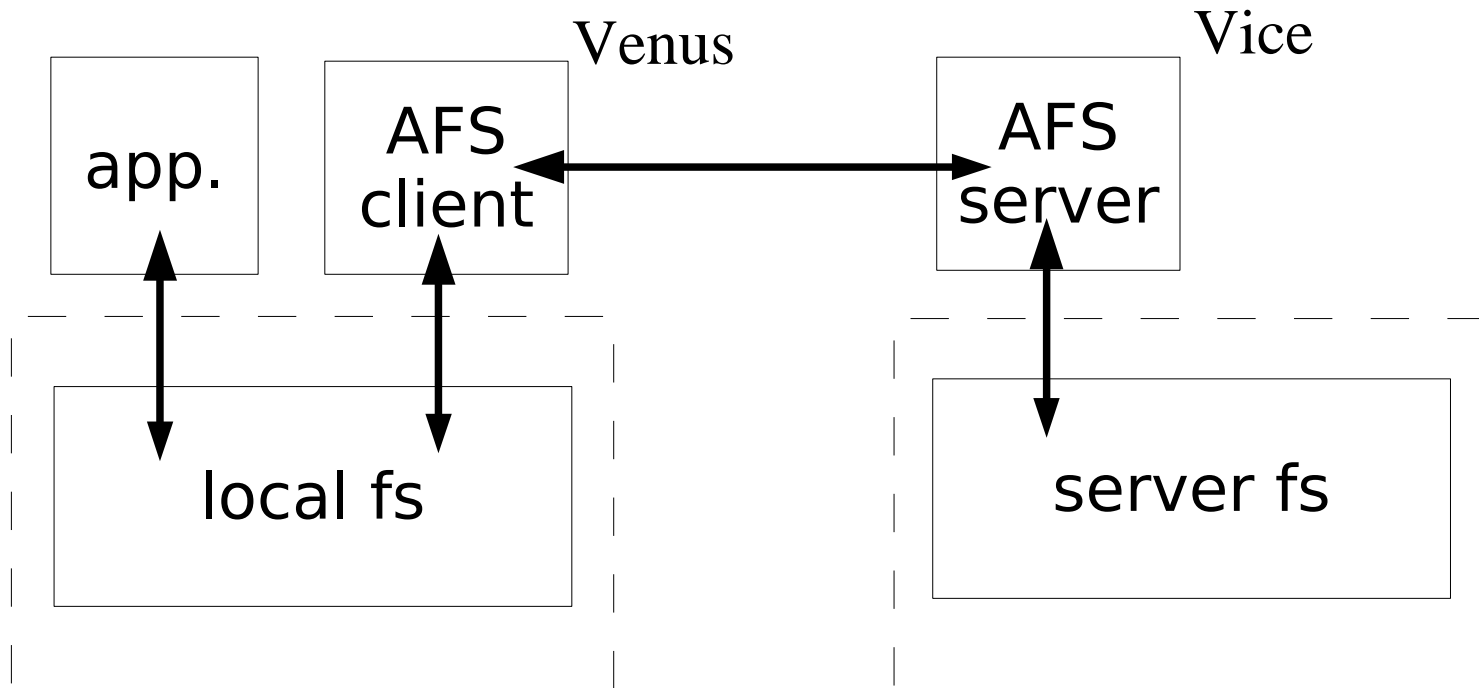 Venus
Vice
app.
AFS
client
AFS
server
local fs
server fs